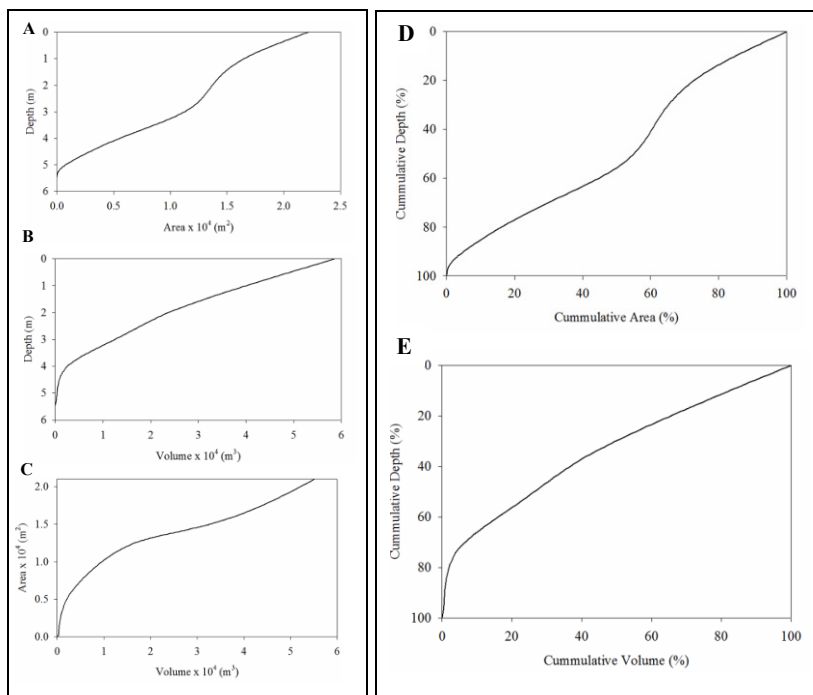 A
0
1
2
3
4
5
6
Depth (m)
0.0 0.5 1.0 1.5 2.0 2.5
Area x 10⁴ (m²)
B
0
1
2
3
4
5
6
Depth (m)
0 1 2 3 4 5 6
Volume x 10⁴ (m³)
C
2.0
1.5
1.0
0.5
0.0
Area x 10⁴ (m²)
0 1 2 3 4 5 6
Volume x 10⁴ (m³)
D
0
20
40
60
80
100
Cummulative Depth (%)
0 20 40 60 80 100
Cummulative Area (%)
E
0
20
40
60
80
100
Cummulative Depth (%)
0 20 40 60 80 100
Cummulative Volume (%)